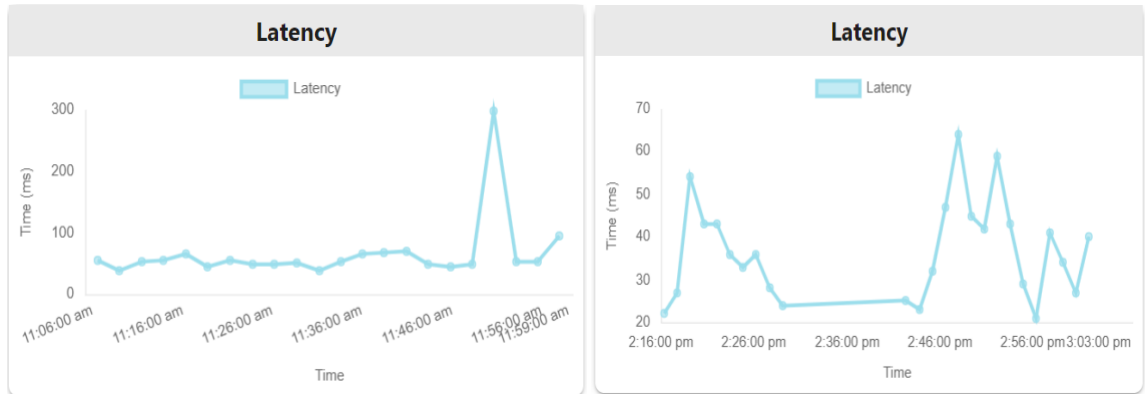 Latency
Latency
300
200
100
0
Time (ms)
11:06:00 am
11:16:00 am
11:26:00 am
11:36:00 am
11:46:00 am
11:56:00 am
11:59:00 am
Time
Latency
Latency
70
60
50
40
30
20
Time (ms)
2:16:00 pm
2:26:00 pm
2:36:00 pm
2:46:00 pm
2:56:00 pm
3:03:00 pm
Time